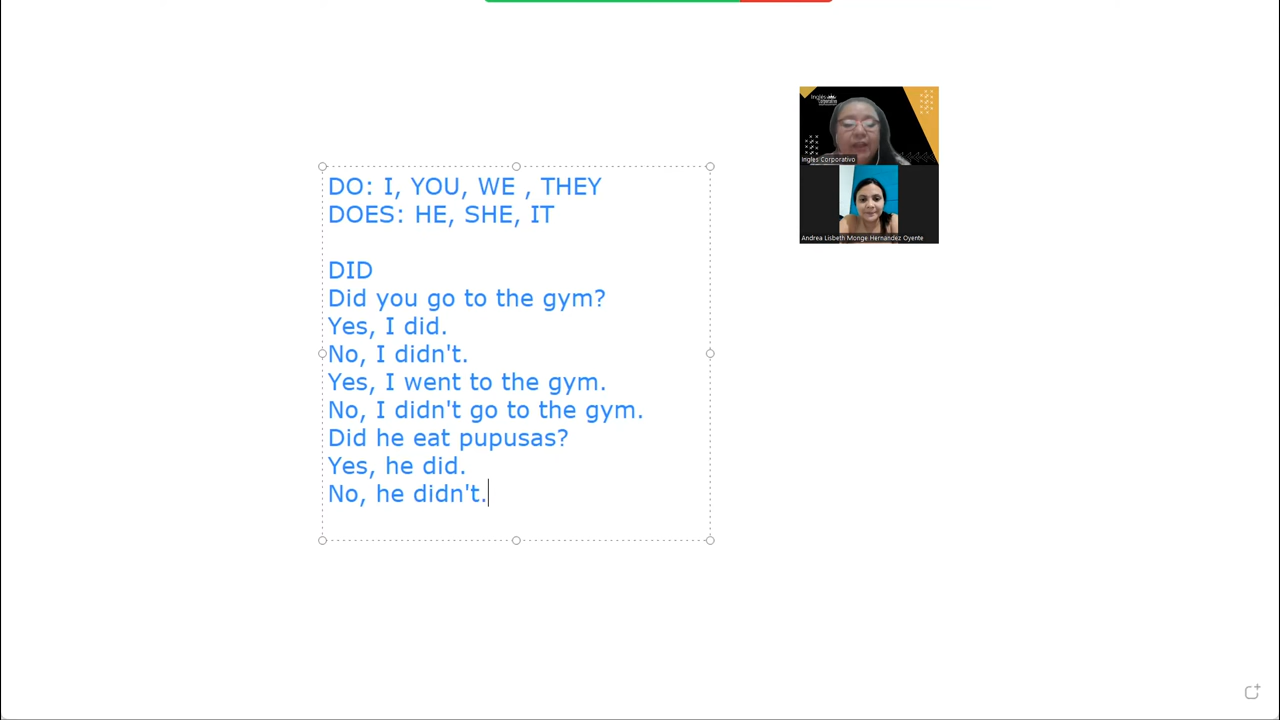 DO: I, YOU, WE , THEY
DOES: HE, SHE, IT
DID
Did you go to the gym?
Yes, I did.
No, I didn't.
Yes, I went to the gym.
No, I didn't go to the gym.
Did he eat pupusas?
Yes, he did.
No, he didn't.
Inglés
Corporativo
Ingles Corporativo
Andrea Lisbeth Monge Hernandez Oyente